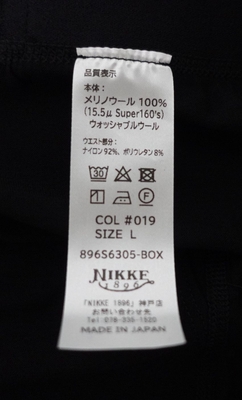 品質表示
本体：
メリノウール 100%
(15.5μ Super160's)
ウォッシャブルウール
ウエスト部分：
ナイロン 92%、ポリウレタン 8%
30
F
COL #019
SIZE L
896S6305-BOX
NIKKE
1896
「NIKKE 1896」神戸店
お問い合わせ先
MADE IN JAPAN